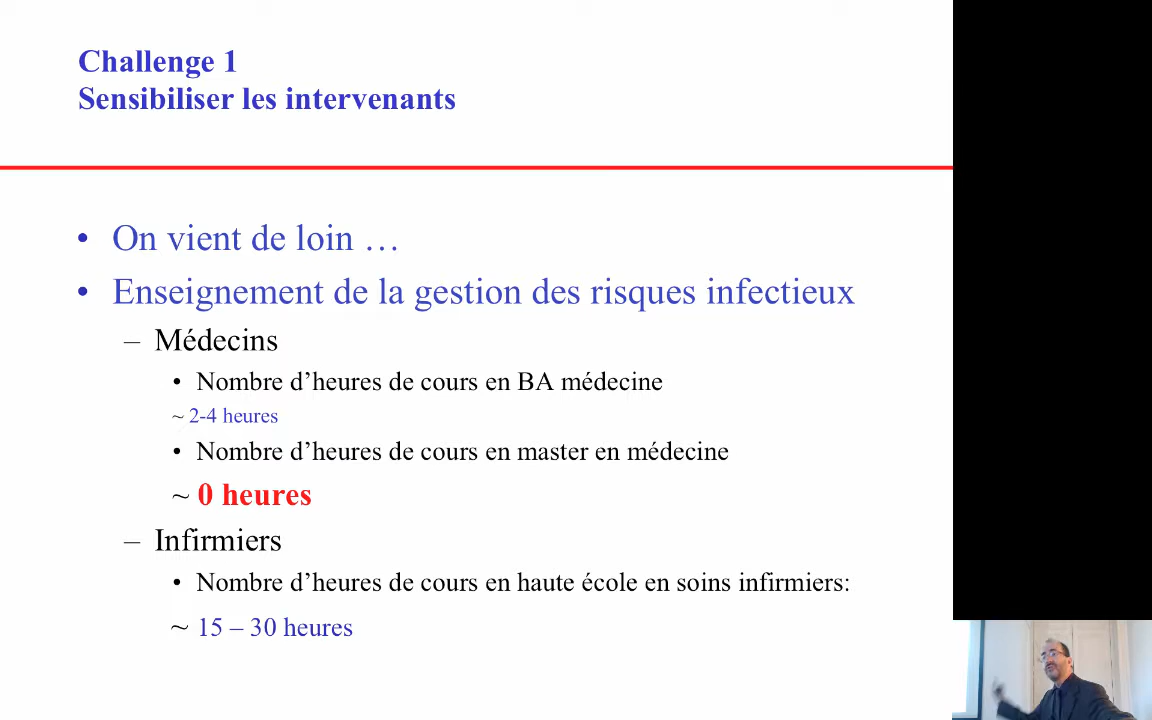 Challenge 1
Sensibiliser les intervenants
• On vient de loin …
• Enseignement de la gestion des risques infectieux
– Médecins
• Nombre d’heures de cours en BA médecine
~ 2-4 heures
• Nombre d’heures de cours en master en médecine
~ 0 heures
– Infirmiers
• Nombre d’heures de cours en haute école en soins infirmiers:
~ 15 – 30 heures